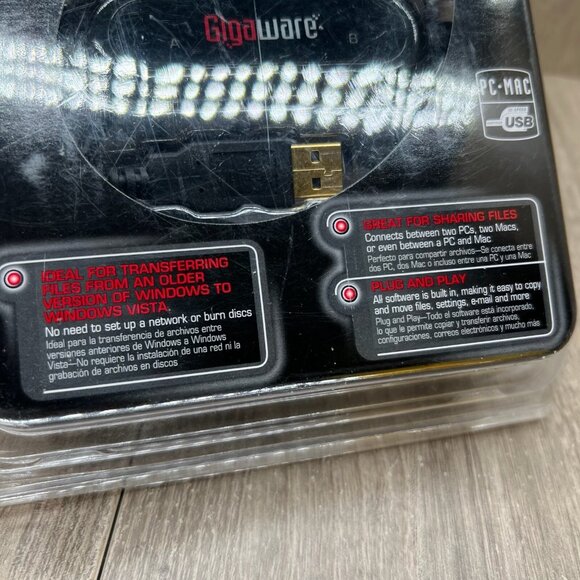 Gigaware
A
B
PC-MAC
USB
GREAT FOR SHARING FILES
Connects between two PCs, two Macs,
or even between a PC and Mac
Perfecto para compartir archivos—Se conecta entre
dos PC, dos Mac o incluso entre una PC y una Mac
PLUG AND PLAY
All software is built in, making it easy to copy
and move files, settings, e-mail and more
Plug and Play—Todo el software está incorporado,
lo que le permite copiar y transferir archivos,
configuraciones, correos electrónicos y mucho más
IDEAL FOR TRANSFERRING
FILES FROM AN OLDER
VERSION OF WINDOWS TO
WINDOWS VISTA.
No need to set up a network or burn discs
Ideal para la transferencia de archivos entre
versiones anteriores de Windows a Windows
Vista—No requiere la instalación de una red ni la
grabación de archivos en discos